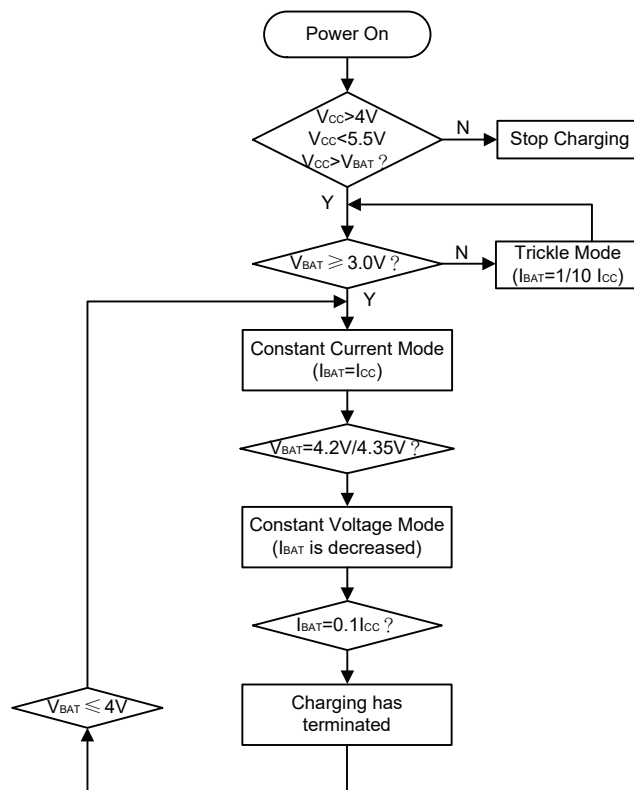 Power On
VCC>4V
VCC<5.5V
VCC>VBAT？
N
Stop Charging
Y
VBAT≥3.0V？
N
Trickle Mode
(IBAT=1/10 ICC)
Y
Constant Current Mode
(IBAT=ICC)
VBAT=4.2V/4.35V？
Constant Voltage Mode
(IBAT is decreased)
IBAT=0.1ICC？
VBAT≤4V
Charging has
terminated